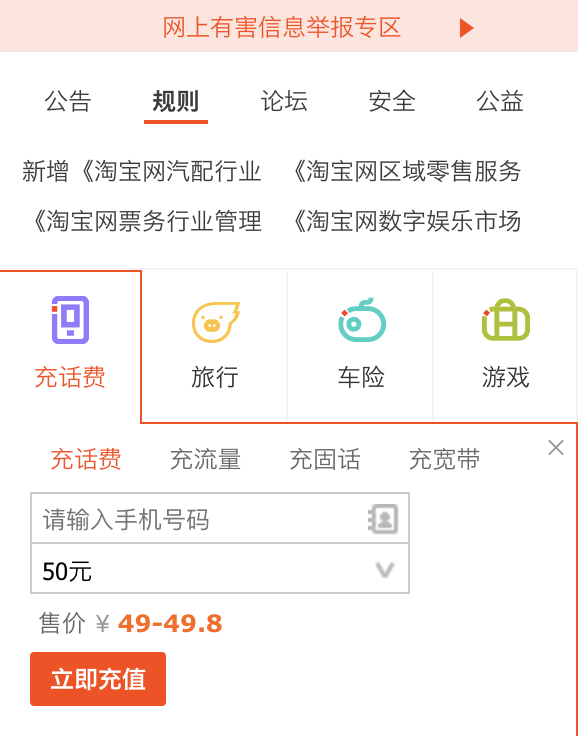 网上有害信息举报专区
公告 规则 论坛 安全 公益
新增《淘宝网汽配行业 《淘宝网区域零售服务
《淘宝网票务行业管理 《淘宝网数字娱乐市场
充话费 旅行 车险 游戏
充话费 充流量 充固话 充宽带
请输入手机号码
50元
售价 ¥ 49-49.8
立即充值